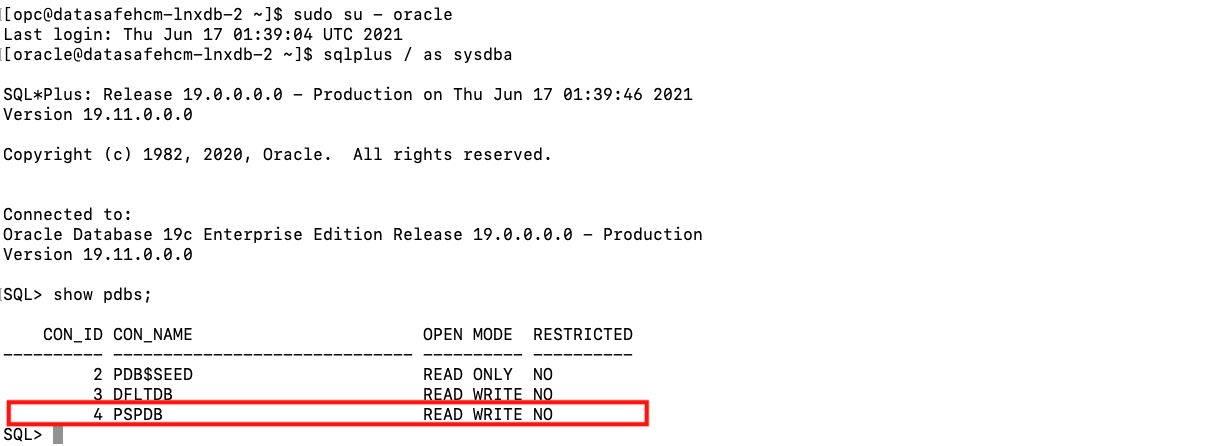 [[opc@datasafehcm-lnxdb-2 ~]$ sudo su - oracle
Last login: Thu Jun 17 01:39:04 UTC 2021
[[oracle@datasafehcm-lnxdb-2 ~]$ sqlplus / as sysdba
SQL*Plus: Release 19.0.0.0.0 - Production on Thu Jun 17 01:39:46 2021
Version 19.11.0.0.0
Copyright (c) 1982, 2020, Oracle.  All rights reserved.
Connected to:
Oracle Database 19c Enterprise Edition Release 19.0.0.0.0 - Production
Version 19.11.0.0.0
[SQL> show pdbs;
    CON_ID CON_NAME                       OPEN MODE  RESTRICTED
---------- ------------------------------ ---------- ----------
         2 PDB$SEED                       READ ONLY  NO
         3 DFLTDB                         READ WRITE NO
         4 PSPDB                          READ WRITE NO
SQL>